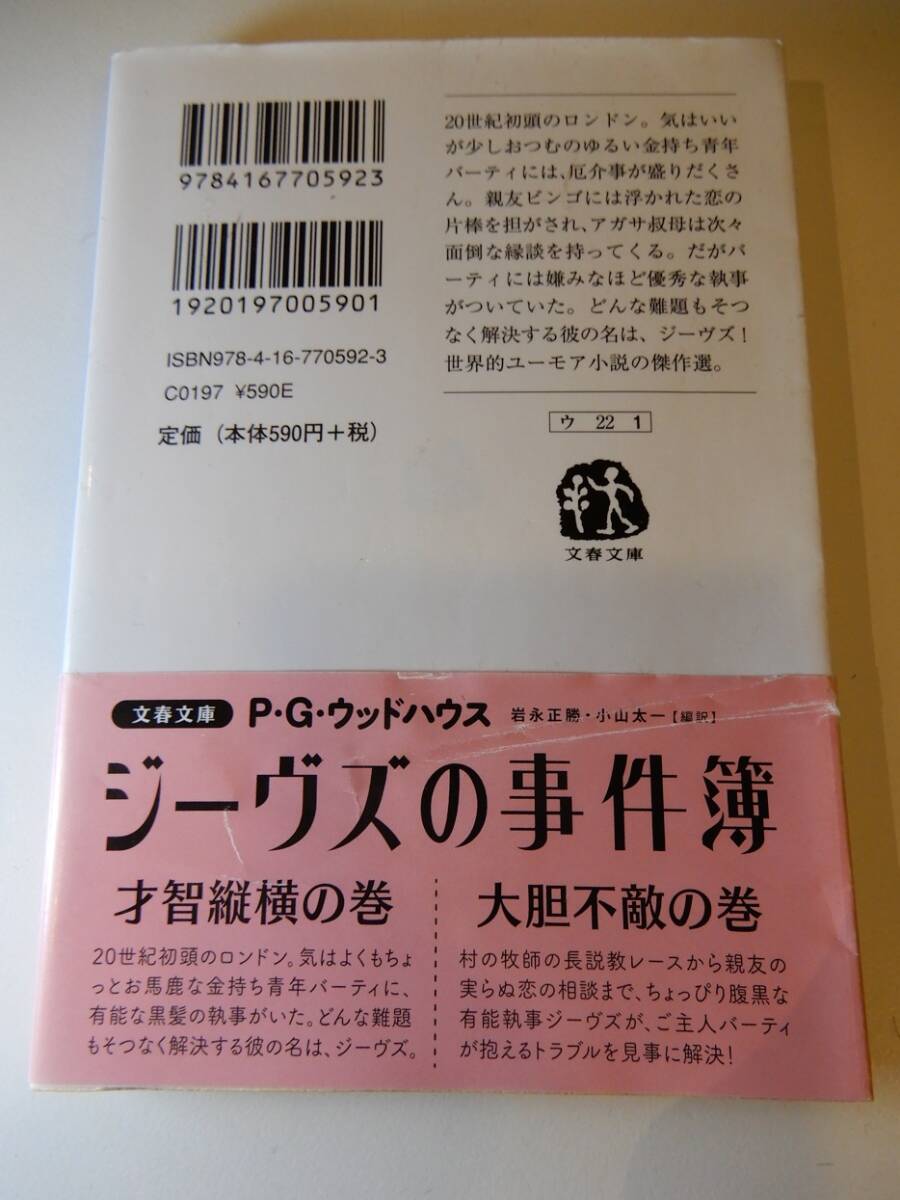 9784167705923
1920197005901
ISBN978-4-16-770592-3
C0197 ¥590E
定価（本体590円＋税）
20世紀初頭のロンドン。気はいい
が少しおつむのゆるい金持ち青年
バーティには、厄介事が盛りだくさ
ん。親友ビンゴには浮かれた恋の
片棒を担がされ、アガサ叔母は次々
面倒な縁談を持ってくる。だがバ
ーティには嫌みなほど優秀な執事
がついていた。どんな難題もそつ
なく解決する彼の名は、ジーヴズ！
世界的ユーモア小説の傑作選。
ウ 22 1
文春文庫
文春文庫 P・G・ウッドハウス 岩永正勝・小山太一【編訳】
ジーヴズの事件簿
才智縦横の巻
20世紀初頭のロンドン。気はよくもちょ
っとお馬鹿な金持ち青年バーティに、
有能な黒髪の執事がいた。どんな難題
もそつなく解決する彼の名は、ジーヴズ。
大胆不敵の巻
村の牧師の長説教レースから親友の
実らぬ恋の相談まで、ちょっぴり腹黒な
有能執事ジーヴズが、ご主人バーティ
が抱えるトラブルを見事に解決！